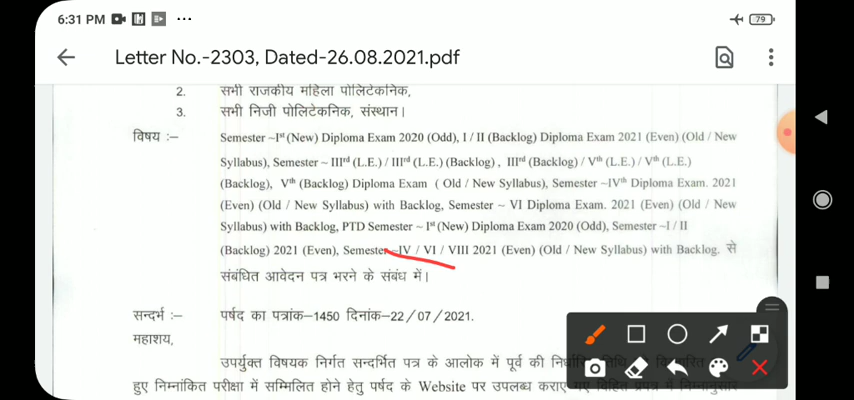 6:31 PM ... 79
Letter No.-2303, Dated-26.08.2021.pdf
2. सभी राजकीय महिला पोलिटेकनिक,
3. सभी निजी पोलिटेकनिक, संस्थान।
विषय :— Semester ~Iˢᵗ (New) Diploma Exam 2020 (Odd), I / II (Backlog) Diploma Exam 2021 (Even) (Old / New
Syllabus), Semester ~ IIIʳᵈ (L.E.) / IIIʳᵈ (L.E.) (Backlog) , IIIʳᵈ (Backlog) / Vᵗʰ (L.E.) / Vᵗʰ (L.E.)
(Backlog), Vᵗʰ (Backlog) Diploma Exam ( Old / New Syllabus), Semester ~IVᵗʰ Diploma Exam. 2021
(Even) (Old / New Syllabus) with Backlog, Semester ~ VI Diploma Exam. 2021 (Even) (Old / New
Syllabus) with Backlog, PTD Semester ~ Iˢᵗ (New) Diploma Exam 2020 (Odd), Semester ~I / II
(Backlog) 2021 (Even), Semester ~IV / VI / VIII 2021 (Even) (Old / New Syllabus) with Backlog. से
संबंधित आवेदन पत्र भरने के संबंध में।
सन्दर्भ :— पर्षद का पत्रांक—1450 दिनांक—22/07/2021.
महाशय,
उपर्युक्त विषयक निर्गत सन्दर्भित पत्र के आलोक में पूर्व की
हुए निम्नांकित परीक्षा में सम्मिलित होने हेतु पर्षद के Website पर उपलब्ध कराए